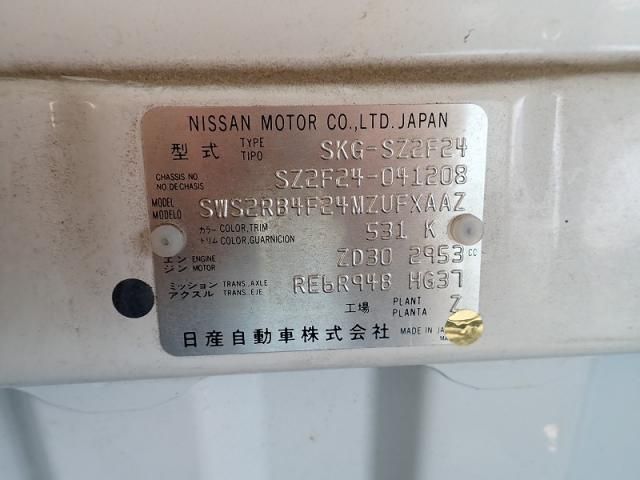 NISSAN MOTOR CO.,LTD.JAPAN
型式 TYPE TIPO SKG-SZ2F24
CHASSIS NO. NO.DE CHASIS SZ2F24-041208
MODEL MODELO SWS2RB4F24MZUFXAAZ
カラー COLOR,TRIM
トリム COLOR,GUARNICION 531 K
エンジン ENGINE MOTOR ZD30 2953 cc
ミッション TRANS.,AXLE
アクスル TRANS.,EJE RE6R94B HG37
工場 PLANT PLANTA Z
日産自動車株式会社 MADE IN